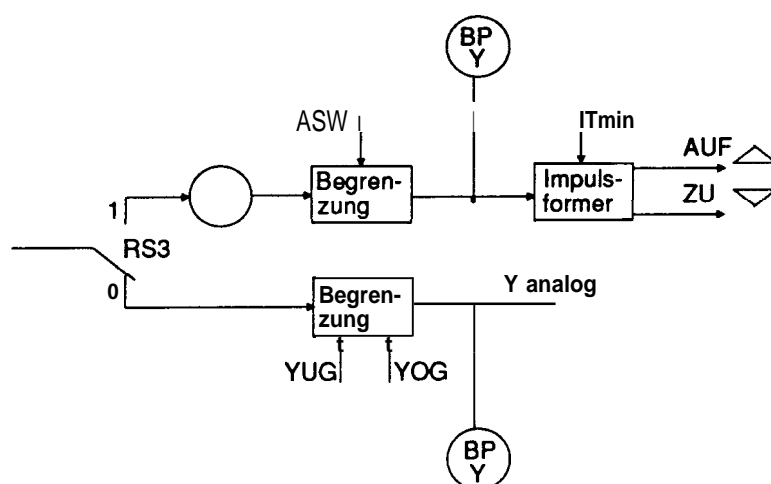 BP
Y
ASW
ITmin
AUF
Begren-
zung
Impuls-
former
ZU
1
RS3
0
Begren-
zung
Y analog
t
t
YUG
YOG
BP
Y